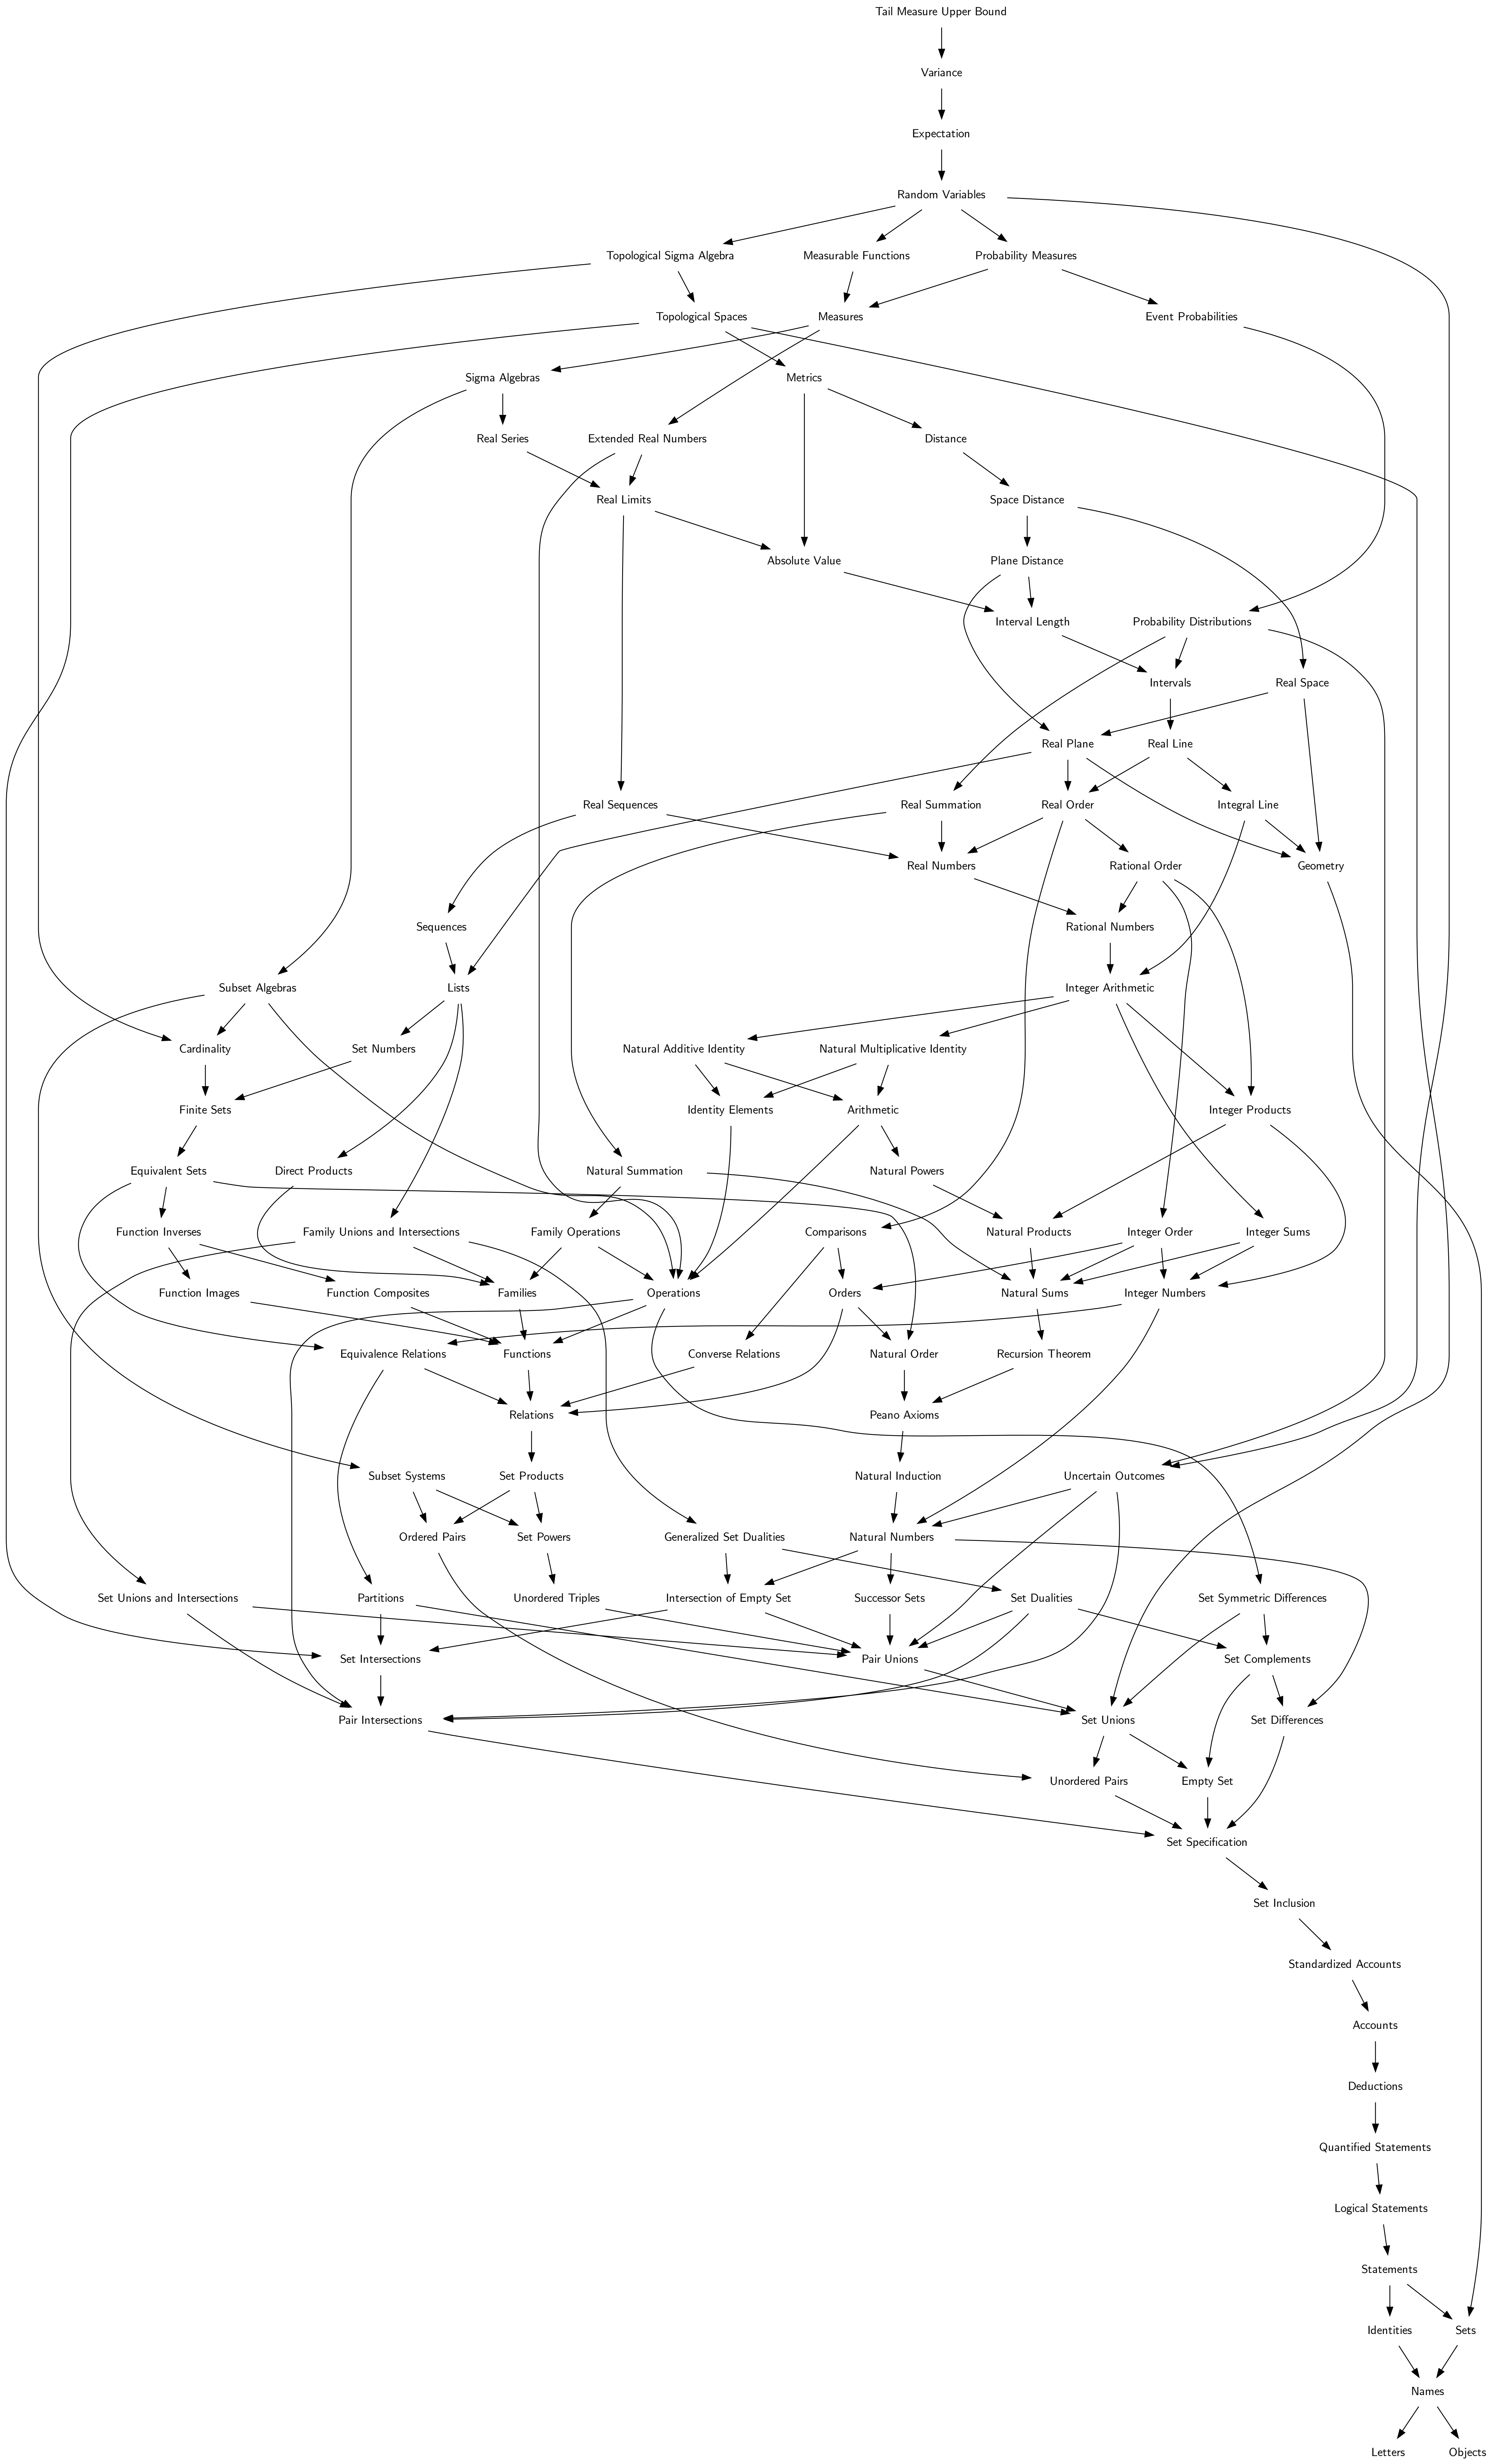 Tail Measure Upper Bound
Variance
Expectation
Random Variables
Topological Sigma Algebra
Measurable Functions
Probability Measures
Topological Spaces
Measures
Event Probabilities
Sigma Algebras
Metrics
Real Series
Extended Real Numbers
Distance
Real Limits
Space Distance
Absolute Value
Plane Distance
Interval Length
Probability Distributions
Intervals
Real Space
Real Plane
Real Line
Real Sequences
Real Summation
Real Order
Integral Line
Real Numbers
Rational Order
Geometry
Sequences
Rational Numbers
Subset Algebras
Lists
Integer Arithmetic
Cardinality
Set Numbers
Natural Additive Identity
Natural Multiplicative Identity
Finite Sets
Identity Elements
Arithmetic
Integer Products
Equivalent Sets
Direct Products
Natural Summation
Natural Powers
Function Inverses
Family Unions and Intersections
Family Operations
Comparisons
Natural Products
Integer Order
Integer Sums
Function Images
Function Composites
Families
Operations
Orders
Natural Sums
Integer Numbers
Equivalence Relations
Functions
Converse Relations
Natural Order
Recursion Theorem
Relations
Peano Axioms
Subset Systems
Set Products
Natural Induction
Uncertain Outcomes
Ordered Pairs
Set Powers
Generalized Set Dualities
Natural Numbers
Set Unions and Intersections
Partitions
Unordered Triples
Intersection of Empty Set
Successor Sets
Set Dualities
Set Symmetric Differences
Set Intersections
Pair Unions
Set Complements
Pair Intersections
Set Unions
Set Differences
Unordered Pairs
Empty Set
Set Specification
Set Inclusion
Standardized Accounts
Accounts
Deductions
Quantified Statements
Logical Statements
Statements
Identities
Sets
Names
Letters
Objects